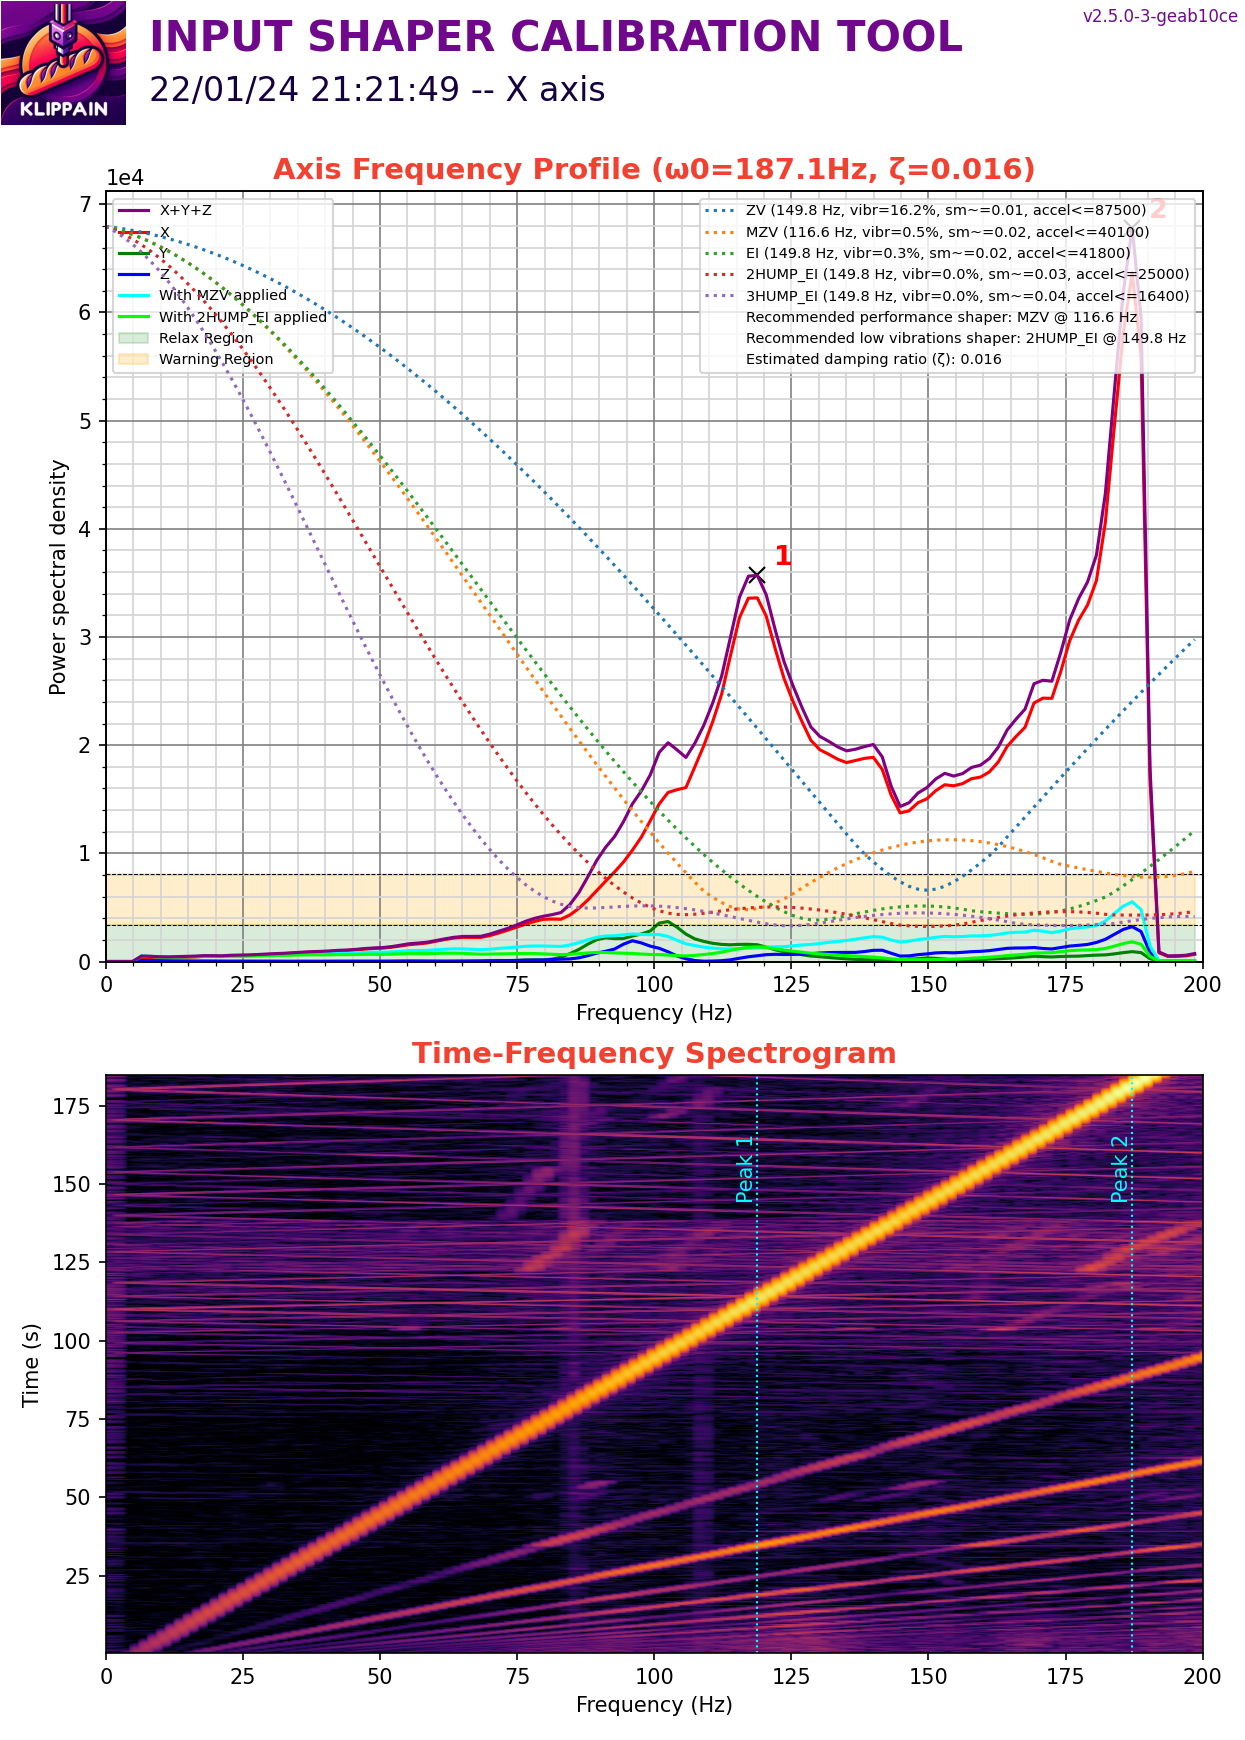 KLIPPAIN
INPUT SHAPER CALIBRATION TOOL
v2.5.0-3-geab10ce
22/01/24 21:21:49 -- X axis
Axis Frequency Profile (ω0=187.1Hz, ζ=0.016)
1e4
X+Y+Z
X
Y
Z
With MZV applied
With 2HUMP_EI applied
Relax Region
Warning Region
ZV (149.8 Hz, vibr=16.2%, sm~=0.01, accel<=87500)
MZV (116.6 Hz, vibr=0.5%, sm~=0.02, accel<=40100)
EI (149.8 Hz, vibr=0.3%, sm~=0.02, accel<=41800)
2HUMP_EI (149.8 Hz, vibr=0.0%, sm~=0.03, accel<=25000)
3HUMP_EI (149.8 Hz, vibr=0.0%, sm~=0.04, accel<=16400)
Recommended performance shaper: MZV @ 116.6 Hz
Recommended low vibrations shaper: 2HUMP_EI @ 149.8 Hz
Estimated damping ratio (ζ): 0.016
2
1
7
6
5
4
3
2
1
0
Power spectral density
0 25 50 75 100 125 150 175 200
Frequency (Hz)
Time-Frequency Spectrogram
175
150
125
100
75
50
25
Time (s)
Peak 1
Peak 2
0 25 50 75 100 125 150 175 200
Frequency (Hz)